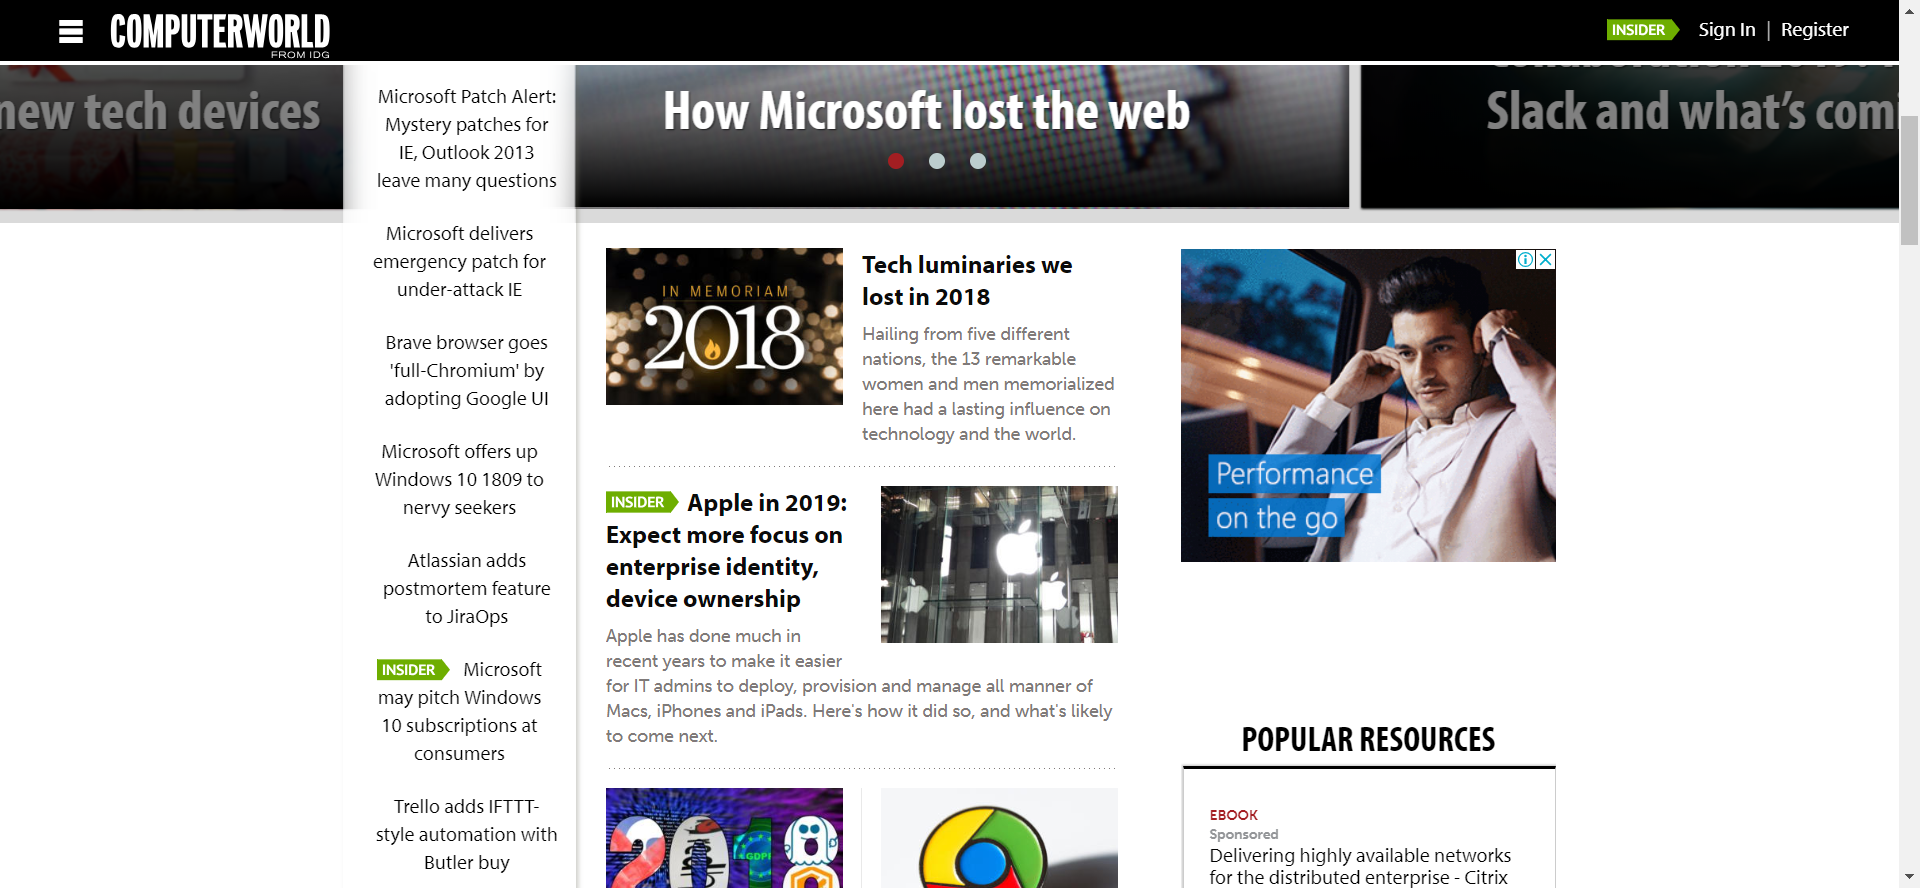 COMPUTERWORLD
FROM IDG
INSIDER Sign In | Register
new tech devices
Microsoft Patch Alert:
Mystery patches for
IE, Outlook 2013
leave many questions
Microsoft delivers
emergency patch for
under-attack IE
Brave browser goes
'full-Chromium' by
adopting Google UI
Microsoft offers up
Windows 10 1809 to
nervy seekers
Atlassian adds
postmortem feature
to JiraOps
INSIDER Microsoft
may pitch Windows
10 subscriptions at
consumers
Trello adds IFTTT-
style automation with
Butler buy
How Microsoft lost the web
Slack and what's comi
IN MEMORIAM
2018
Tech luminaries we
lost in 2018
Hailing from five different
nations, the 13 remarkable
women and men memorialized
here had a lasting influence on
technology and the world.
INSIDER Apple in 2019:
Expect more focus on
enterprise identity,
device ownership
Apple has done much in
recent years to make it easier
for IT admins to deploy, provision and manage all manner of
Macs, iPhones and iPads. Here's how it did so, and what's likely
to come next.
2018
GDPR
Performance
on the go
POPULAR RESOURCES
EBOOK
Sponsored
Delivering highly available networks
for the distributed enterprise - Citrix